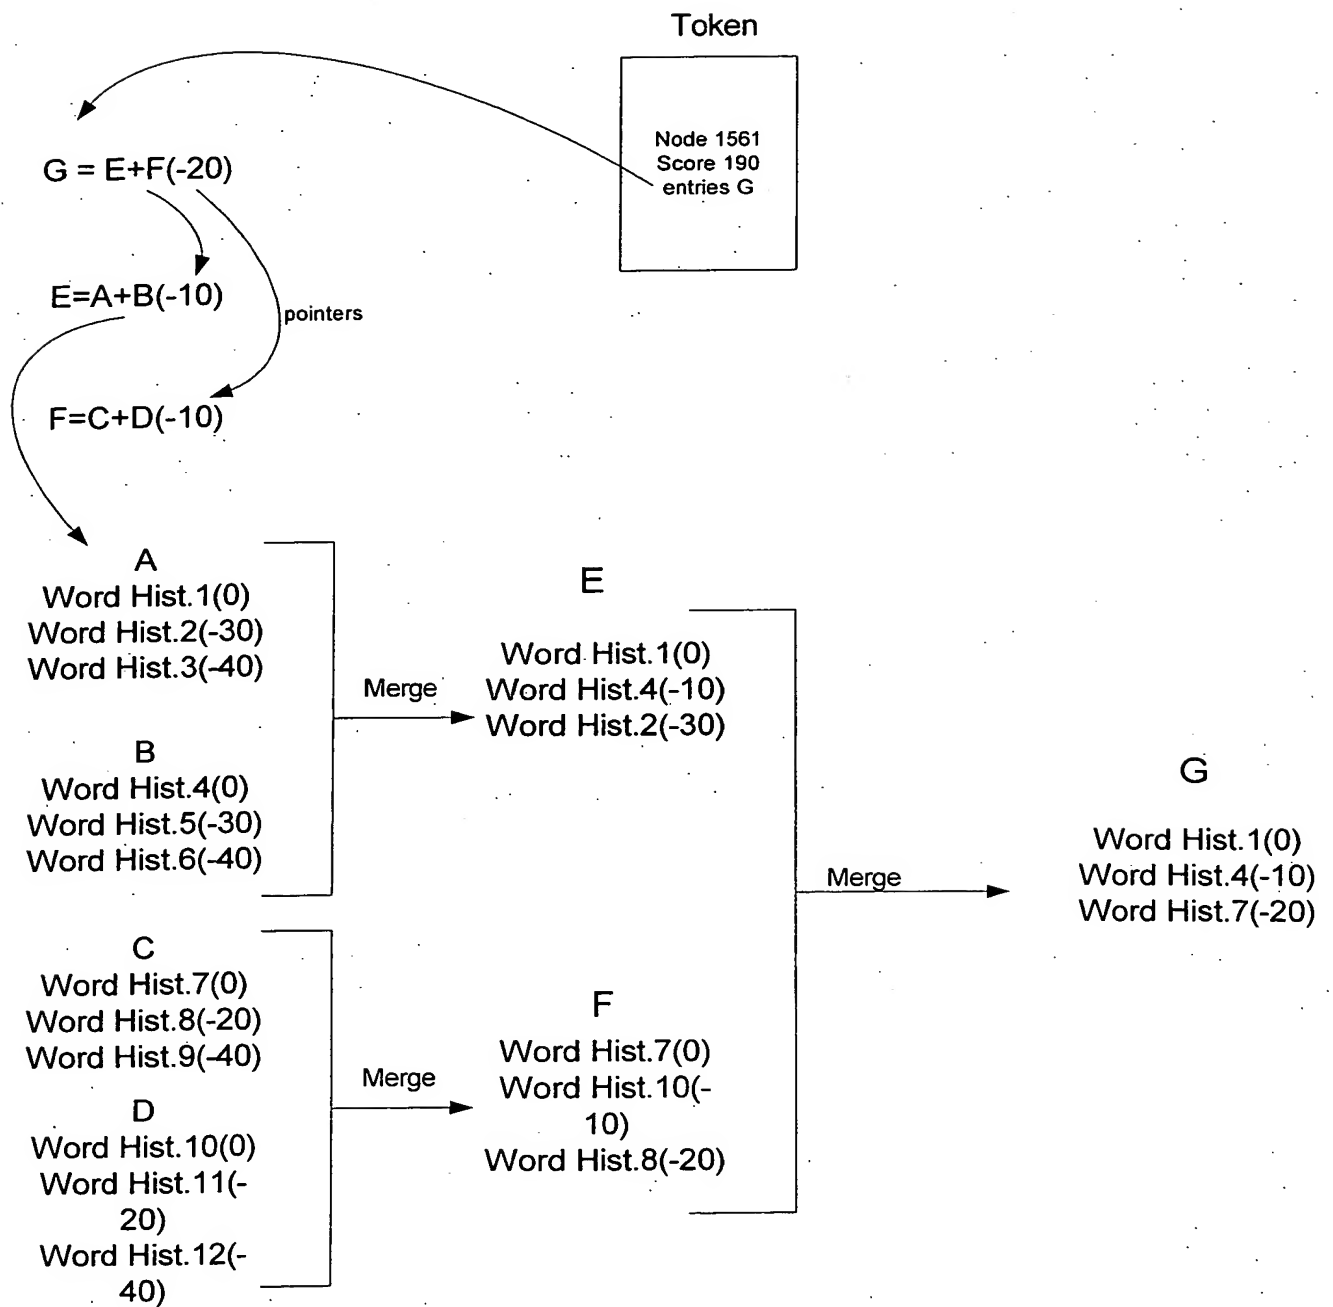 Token
Node 1561
Score 190
entries G
G = E+F(-20)
E=A+B(-10)
pointers
F=C+D(-10)
A
Word Hist.1(0)
Word Hist.2(-30)
Word Hist.3(-40)
Merge
B
Word Hist.4(0)
Word Hist.5(-30)
Word Hist.6(-40)
E
Word Hist.1(0)
Word Hist.4(-10)
Word Hist.2(-30)
C
Word Hist.7(0)
Word Hist.8(-20)
Word Hist.9(-40)
Merge
D
Word Hist.10(0)
Word Hist.11(-
20)
Word Hist.12(-
40)
F
Word Hist.7(0)
Word Hist.10(-
10)
Word Hist.8(-20)
Merge
G
Word Hist.1(0)
Word Hist.4(-10)
Word Hist.7(-20)